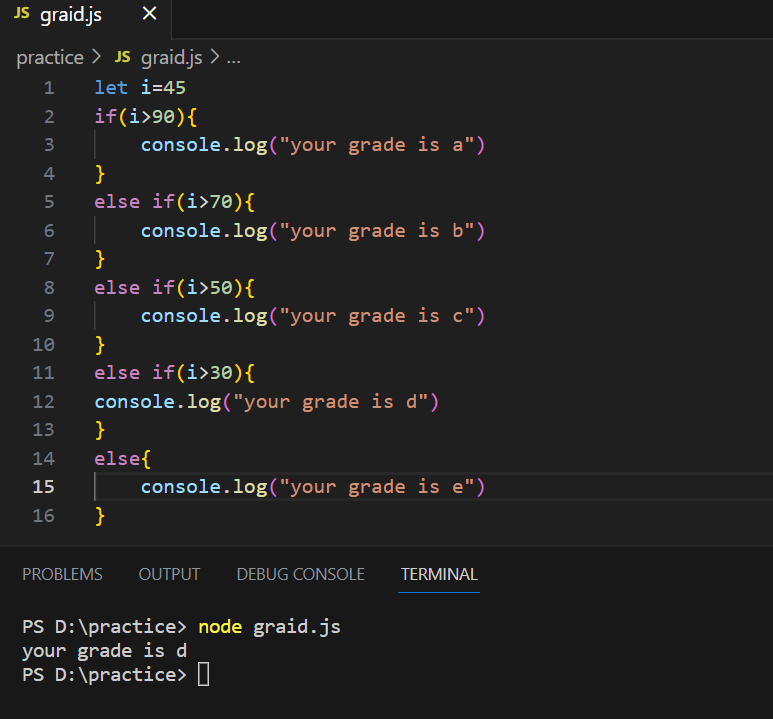 JS graid.js ×
practice > JS graid.js > ...
1 let i=45
2 if(i>90){
3     console.log("your grade is a")
4 }
5 else if(i>70){
6     console.log("your grade is b")
7 }
8 else if(i>50){
9     console.log("your grade is c")
10 }
11 else if(i>30){
12 console.log("your grade is d")
13 }
14 else{
15     console.log("your grade is e")
16 }
PROBLEMS OUTPUT DEBUG CONSOLE TERMINAL
PS D:\practice> node graid.js
your grade is d
PS D:\practice>